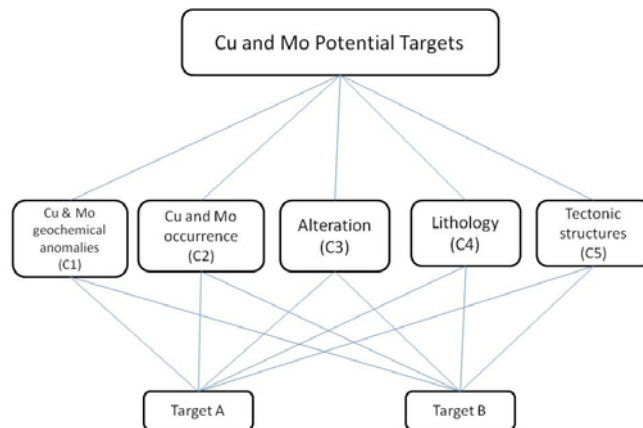 Cu and Mo Potential Targets
Cu & Mo
geochemical
anomalies
(C1)
Cu and Mo
occurrence
(C2)
Alteration
(C3)
Lithology
(C4)
Tectonic
structures
(C5)
Target A
Target B